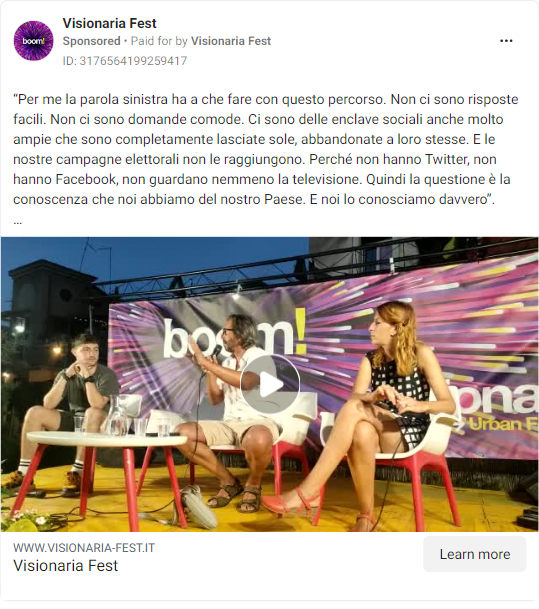 Visionaria Fest
boom!
Sponsored • Paid for by Visionaria Fest
ID: 3176564199259417
“Per me la parola sinistra ha a che fare con questo percorso. Non ci sono risposte
facili. Non ci sono domande comode. Ci sono delle enclave sociali anche molto
ampie che sono completamente lasciate sole, abbandonate a loro stesse. E le
nostre campagne elettorali non le raggiungono. Perché non hanno Twitter, non
hanno Facebook, non guardano nemmeno la televisione. Quindi la questione è la
conoscenza che noi abbiamo del nostro Paese. E noi lo conosciamo davvero”.
...
boom!
Urban F
WWW.VISIONARIA-FEST.IT
Visionaria Fest
Learn more